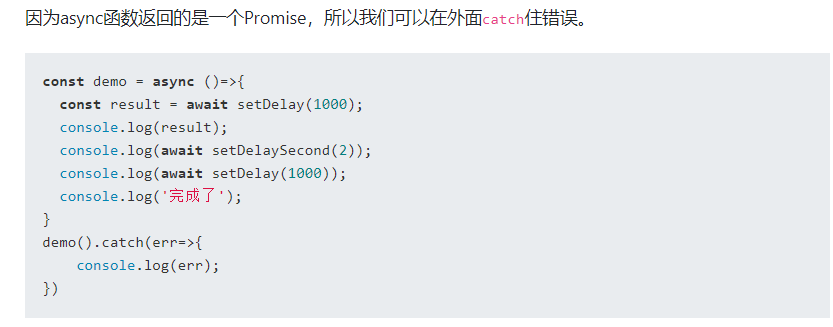 因为async函数返回的是一个Promise，所以我们可以在外面catch住错误。
const demo = async ()=>{
  const result = await setDelay(1000);
  console.log(result);
  console.log(await setDelaySecond(2));
  console.log(await setDelay(1000));
  console.log('完成了');
}
demo().catch(err=>{
    console.log(err);
})